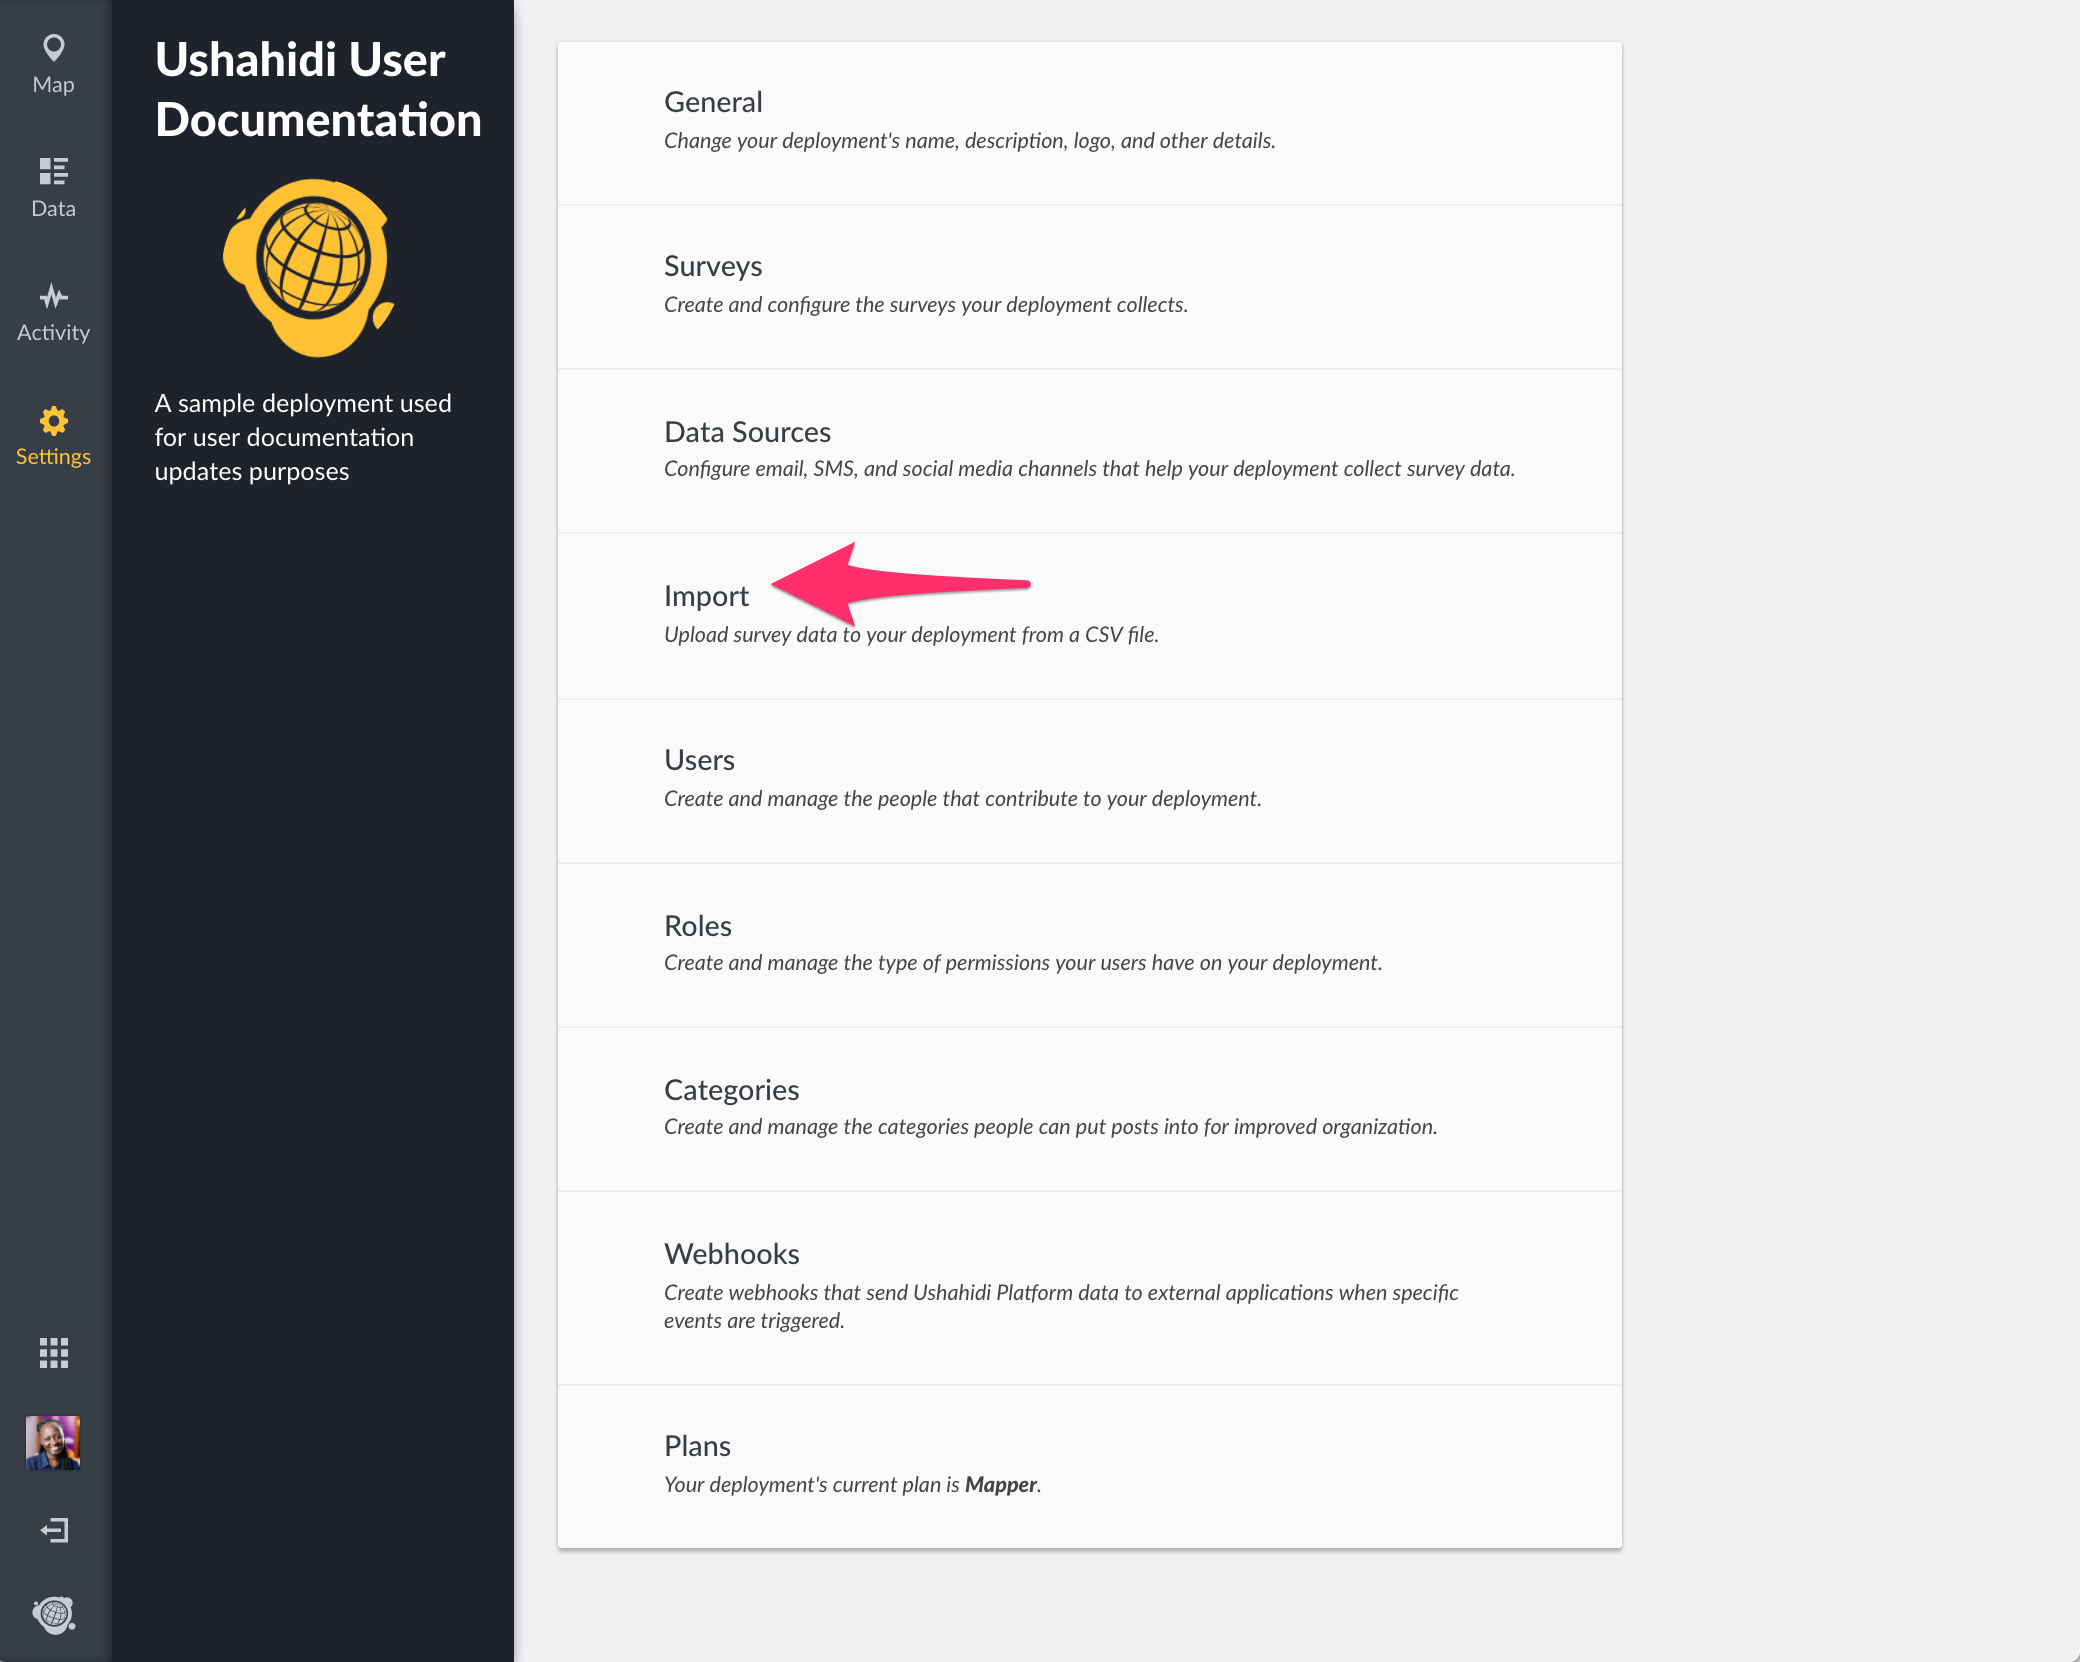 Map
Data
Activity
Settings
Ushahidi User
Documentation
A sample deployment used
for user documentation
updates purposes
General
Change your deployment's name, description, logo, and other details.
Surveys
Create and configure the surveys your deployment collects.
Data Sources
Configure email, SMS, and social media channels that help your deployment collect survey data.
Import
Upload survey data to your deployment from a CSV file.
Users
Create and manage the people that contribute to your deployment.
Roles
Create and manage the type of permissions your users have on your deployment.
Categories
Create and manage the categories people can put posts into for improved organization.
Webhooks
Create webhooks that send Ushahidi Platform data to external applications when specific
events are triggered.
Plans
Your deployment's current plan is Mapper.